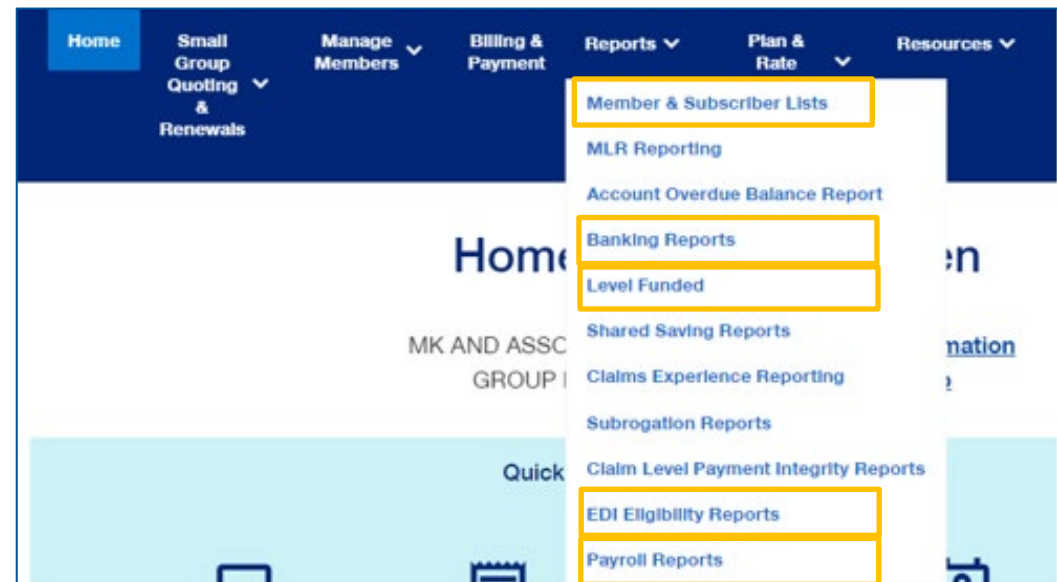 Home
Small
Group
Quoting
&
Renewals
Manage
Members
Billing &
Payment
Reports
Plan &
Rate
Resources
Member & Subscriber Lists
MLR Reporting
Account Overdue Balance Report
Banking Reports
Level Funded
Shared Saving Reports
Claims Experience Reporting
Subrogation Reports
Claim Level Payment Integrity Reports
EDI Eligibility Reports
Payroll Reports
Home
MK AND ASSC
GROUP
Quick